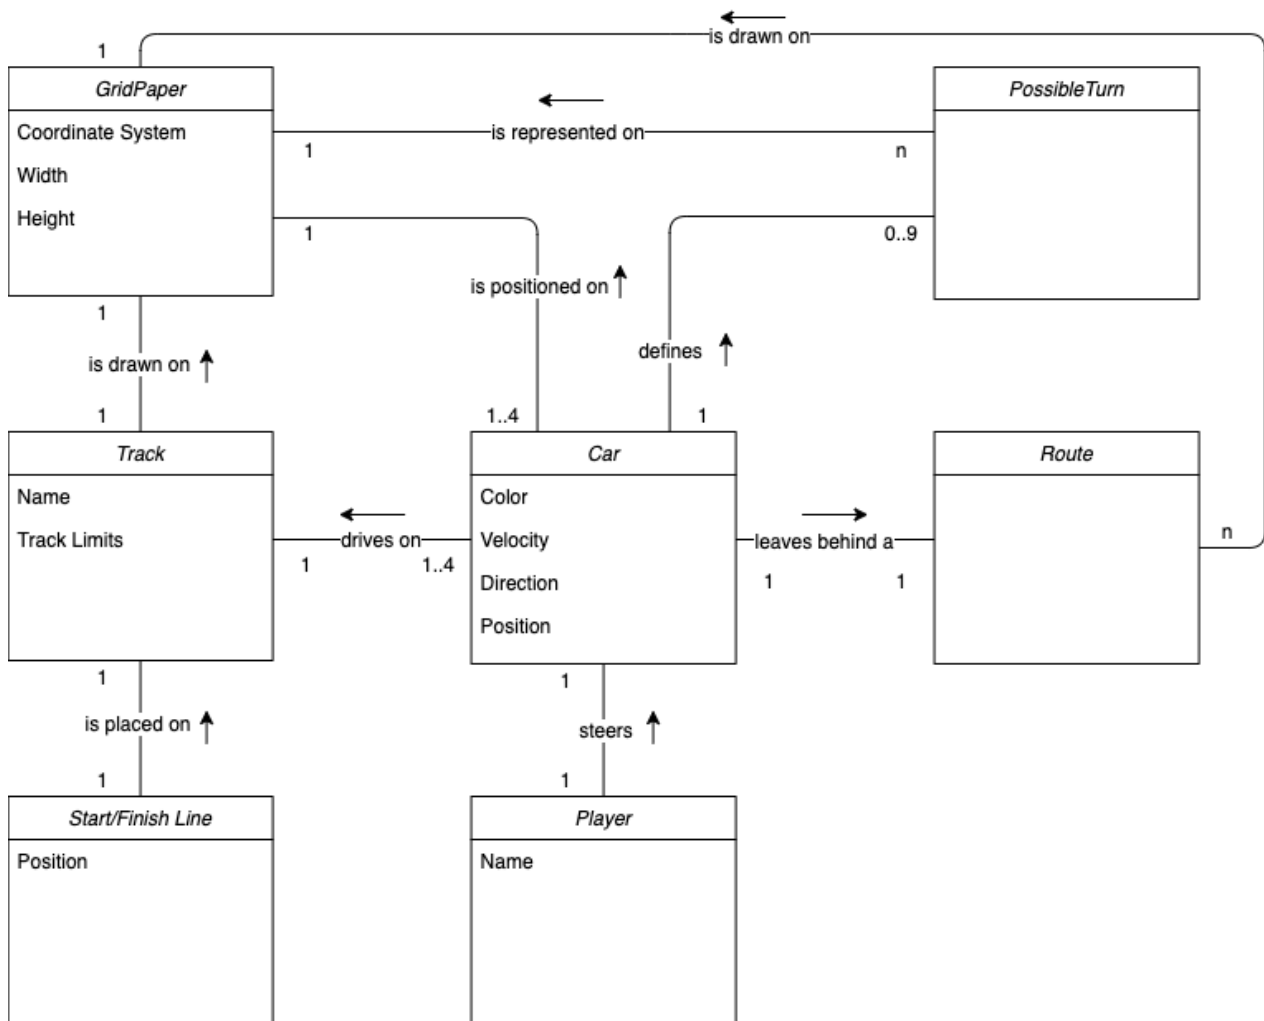 is drawn on
1
GridPaper
Coordinate System
Width
Height
PossibleTurn
is represented on
1
n
1
0..9
is positioned on
defines
1
is drawn on
1
1..4
1
Track
Name
Track Limits
Car
Color
Velocity
Direction
Position
Route
drives on
1
1..4
leaves behind a
1
1
n
1
is placed on
1
1
steers
1
Start/Finish Line
Position
Player
Name